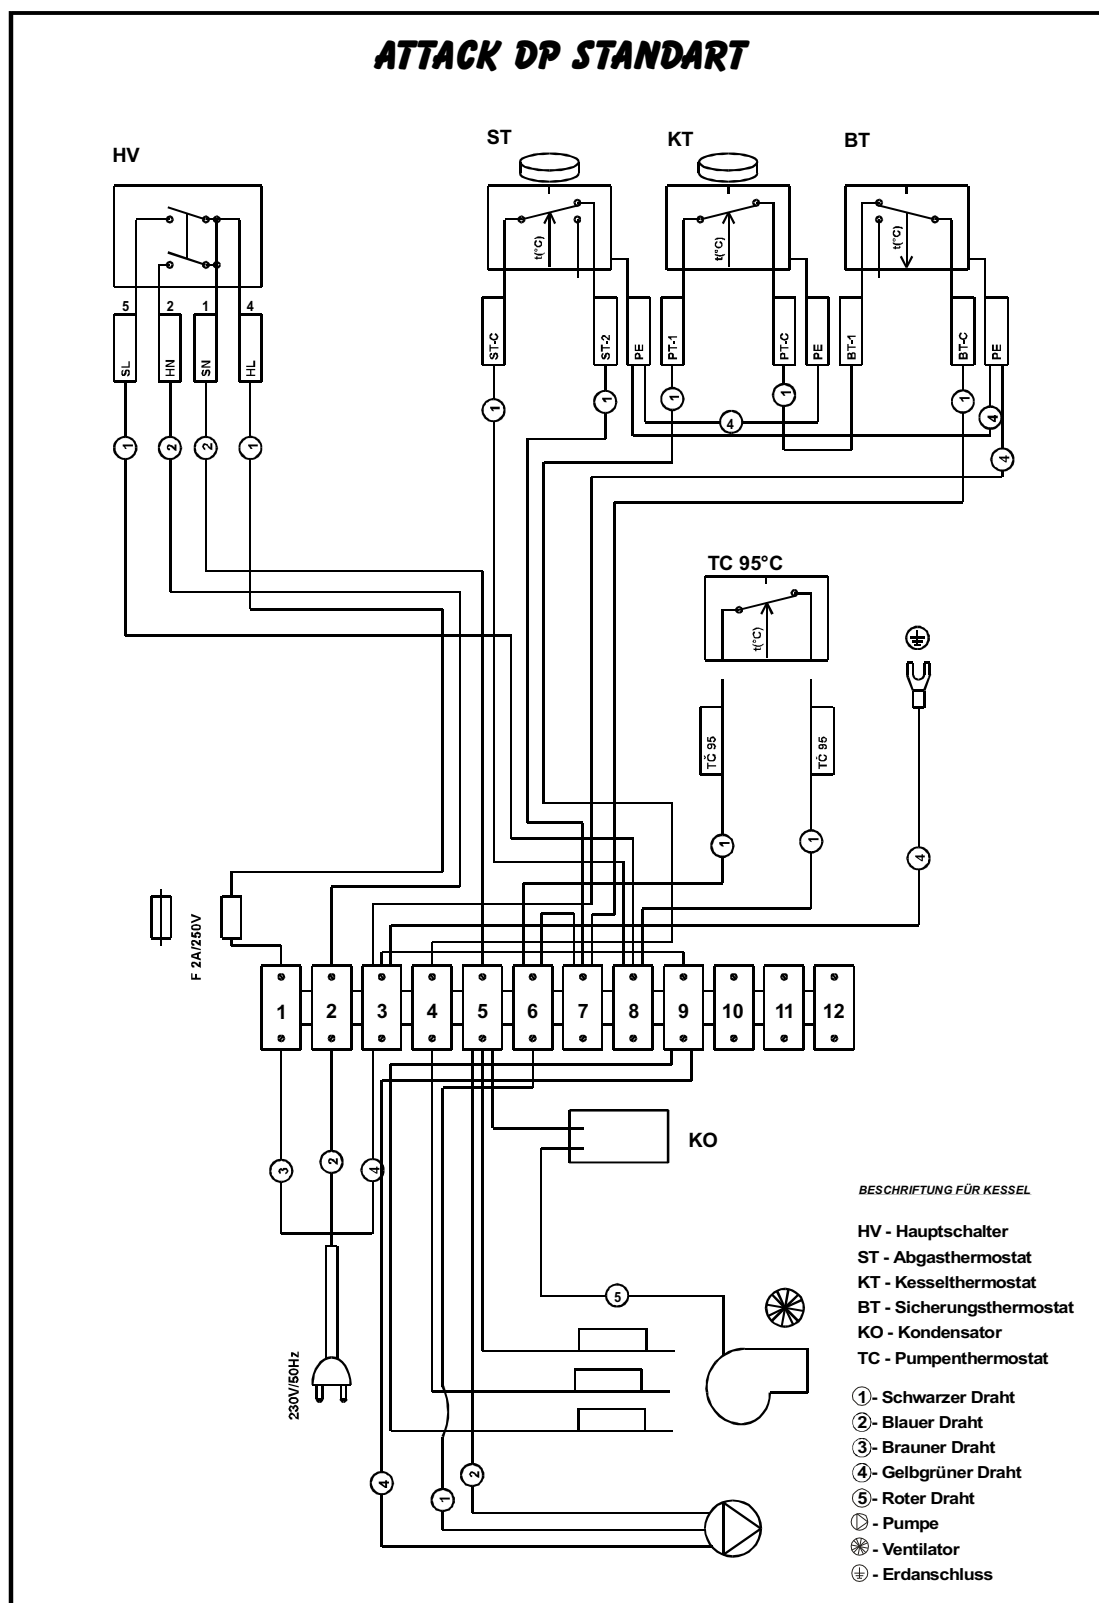 ATTACK DP STANDART
HV
ST
KT
BT
t(°C)
t(°C)
t(°C)
5
2
1
4
SL
HN
SN
HL
ST-C
ST-2
PE
PT-1
PT-C
PE
BT-1
BT-C
PE
1
2
2
1
1
1
1
4
1
1
4
4
TC 95°C
t(°C)
TČ 95
TČ 95
1
1
4
F 2A/250V
1
2
3
4
5
6
7
8
9
10
11
12
KO
3
2
4
5
230V/50Hz
4
1
2
BESCHRIFTUNG FÜR KESSEL
HV - Hauptschalter
ST - Abgasthermostat
KT - Kesselthermostat
BT - Sicherungsthermostat
KO - Kondensator
TC - Pumpenthermostat
1 - Schwarzer Draht
2 - Blauer Draht
3 - Brauner Draht
4 - Gelbgrüner Draht
5 - Roter Draht
- Pumpe
- Ventilator
- Erdanschluss